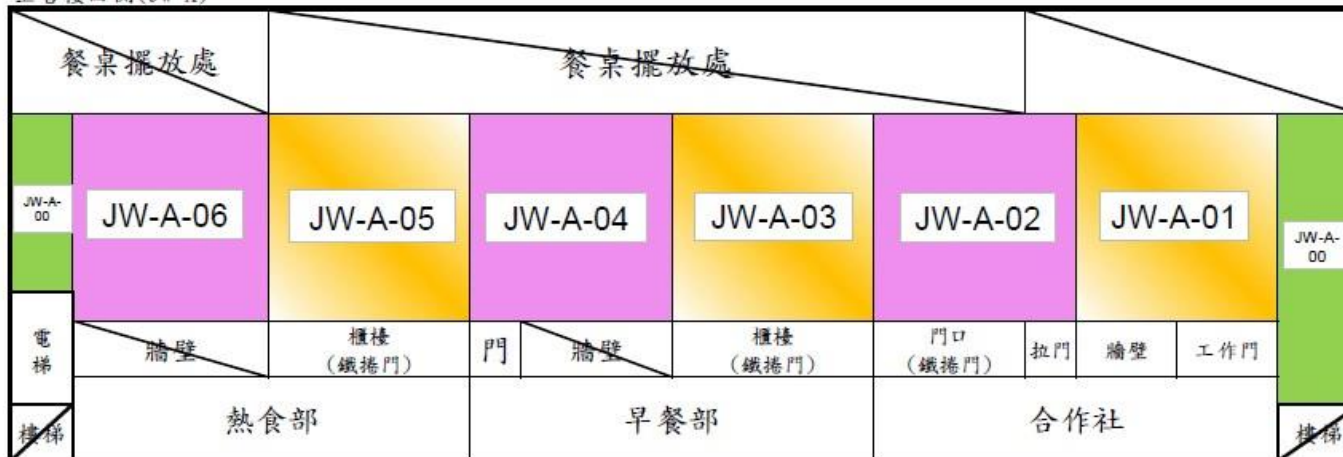 餐桌擺放處
餐桌擺放處
JW-A-
00
JW-A-06
JW-A-05
JW-A-04
JW-A-03
JW-A-02
JW-A-01
JW-A-
00
電
梯
牆壁
櫃檯
(鐵捲門)
門
牆壁
櫃檯
(鐵捲門)
門口
(鐵捲門)
拉門
牆壁
工作門
樓梯
熱食部
早餐部
合作社
樓梯